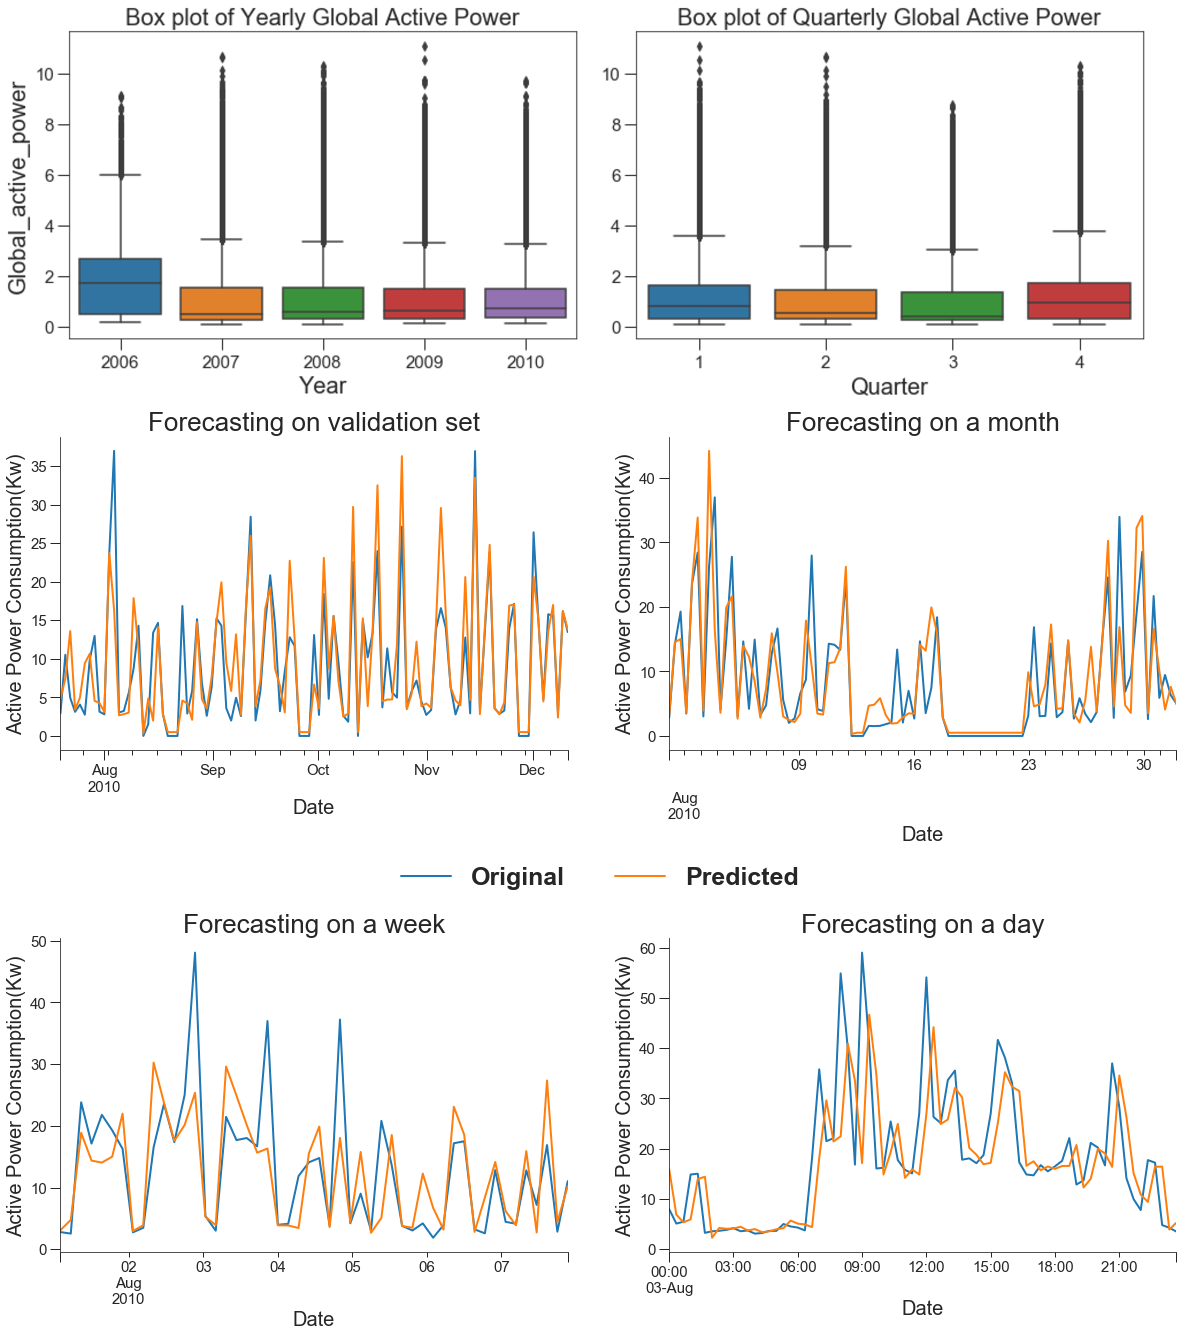 Box plot of Yearly Global Active Power
Global_active_power
10
8
6
4
2
0
2006 2007 2008 2009 2010
Year
Box plot of Quarterly Global Active Power
10
8
6
4
2
0
1 2 3 4
Quarter
Forecasting on validation set
Active Power Consumption(Kw)
35
30
25
20
15
10
5
0
Aug Sep Oct Nov Dec
2010
Date
Forecasting on a month
Active Power Consumption(Kw)
40
30
20
10
0
09 16 23 30
Aug
2010
Date
Original Predicted
Forecasting on a week
Active Power Consumption(Kw)
50
40
30
20
10
0
02 03 04 05 06 07
Aug
2010
Date
Forecasting on a day
Active Power Consumption(Kw)
60
50
40
30
20
10
0
00:00 03:00 06:00 09:00 12:00 15:00 18:00 21:00
03-Aug
Date